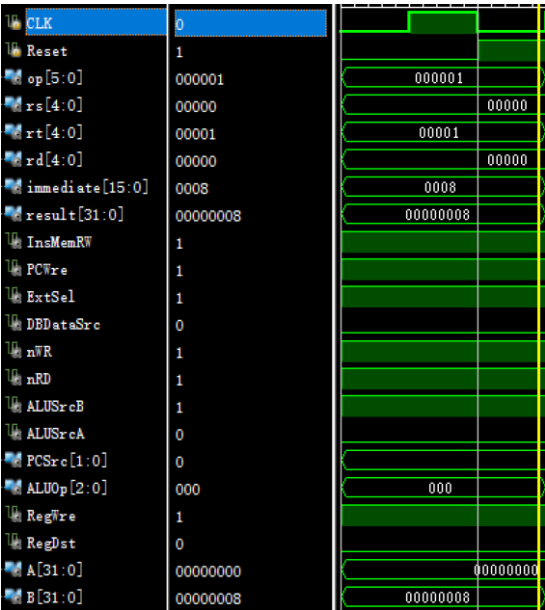 CLK 0
Reset 1
op[5:0] 000001 000001
rs[4:0] 00000 00000
rt[4:0] 00001 00001
rd[4:0] 00000 00000
immediate[15:0] 0008 0008
result[31:0] 00000008 00000008
InsMemRW 1
PCWre 1
ExtSel 1
DBDataSrc 0
nWR 1
nRD 1
ALUSrcB 1
ALUSrcA 0
PCSrc[1:0] 0
ALUOp[2:0] 000 000
RegWre 1
RegDst 0
A[31:0] 00000000 00000000
B[31:0] 00000008 00000008